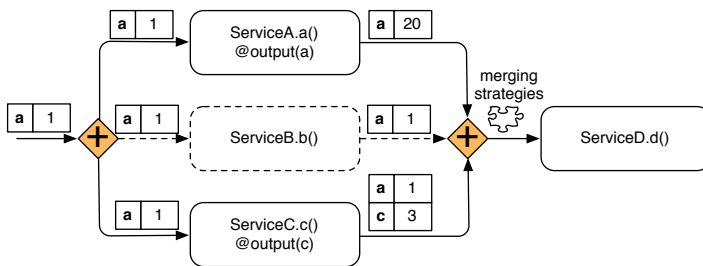 a 1
ServiceA.a()
@output(a)
a 20
merging
strategies
a 1
a 1
ServiceB.b()
a 1
ServiceD.d()
a 1
ServiceC.c()
@output(c)
a 1
c 3